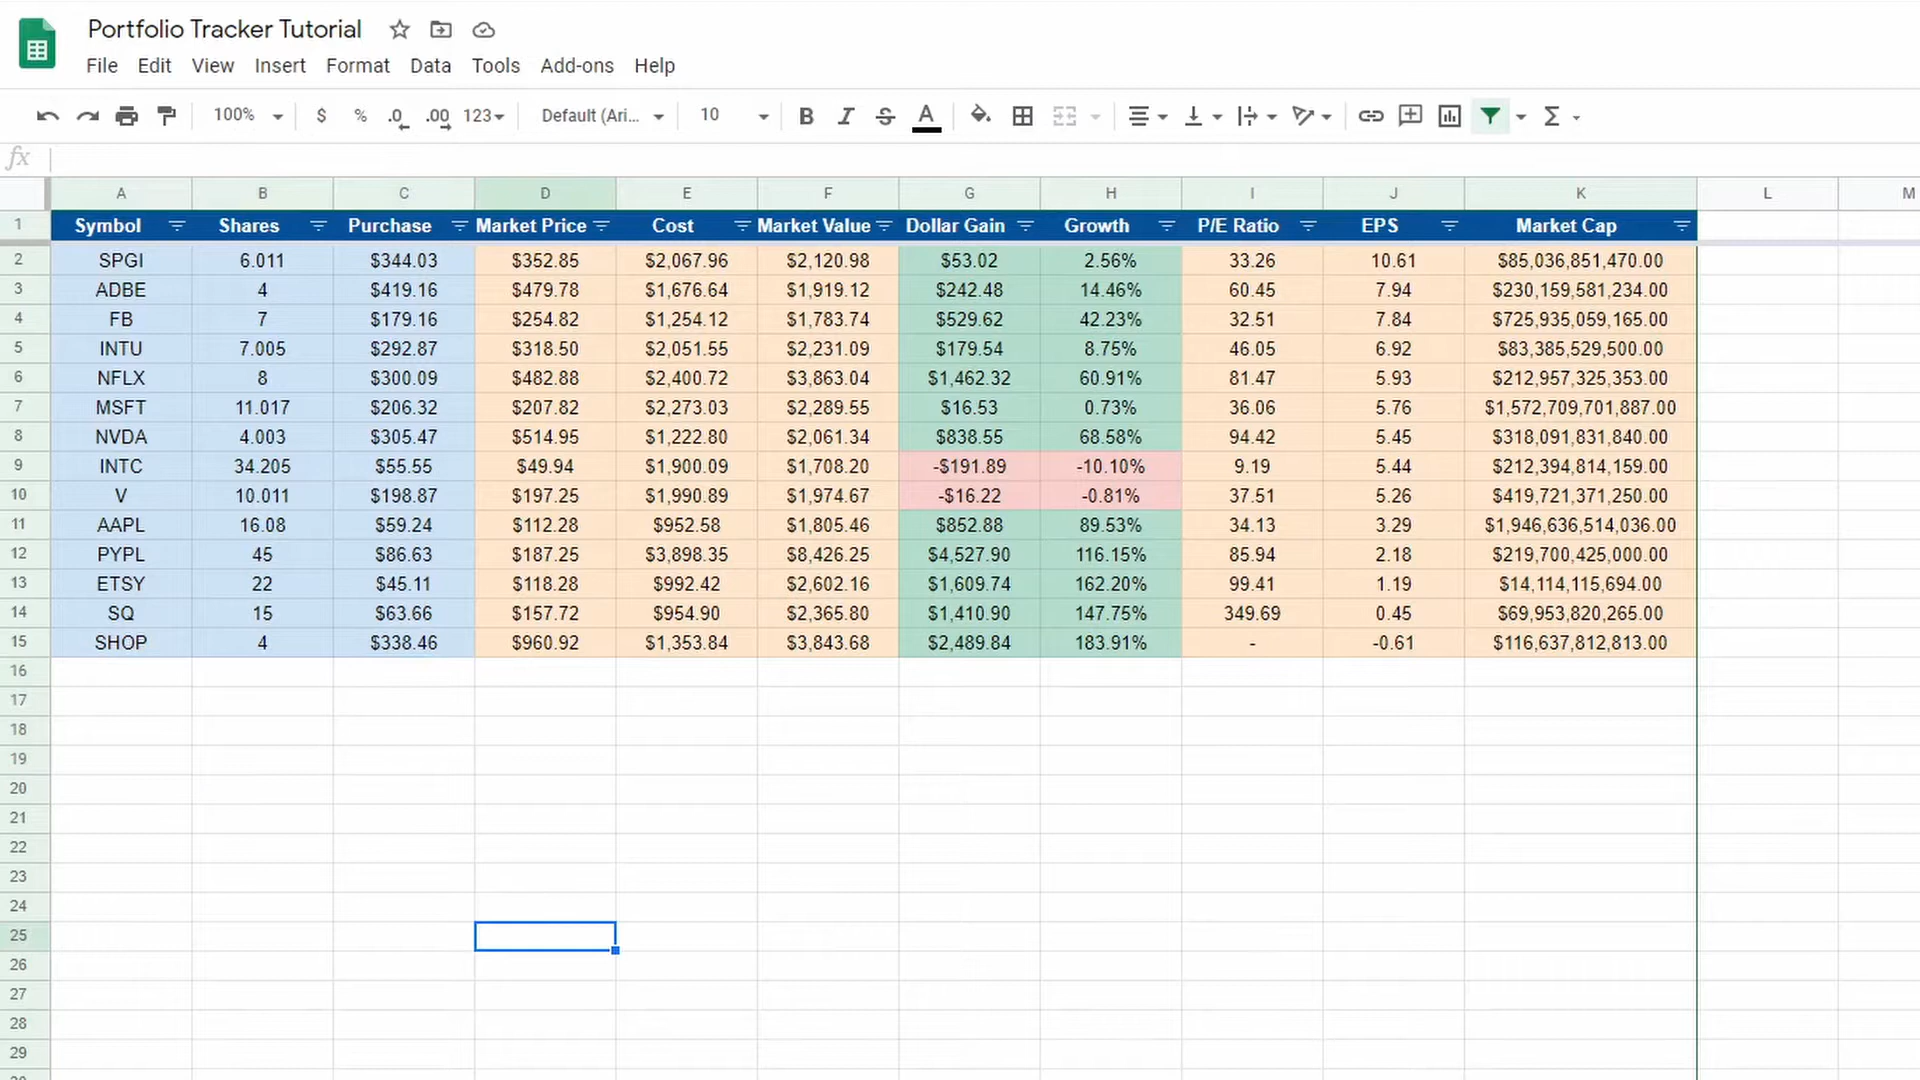 Portfolio Tracker Tutorial
File Edit View Insert Format Data Tools Add-ons Help
100% $ % .0 .00 123 Default (Ari... 10 B I S A Σ
fx
A B C D E F G H I J K L M
1 Symbol Shares Purchase Market Price Cost Market Value Dollar Gain Growth P/E Ratio EPS Market Cap
2 SPGI 6.011 $344.03 $352.85 $2,067.96 $2,120.98 $53.02 2.56% 33.26 10.61 $85,036,851,470.00
3 ADBE 4 $419.16 $479.78 $1,676.64 $1,919.12 $242.48 14.46% 60.45 7.94 $230,159,581,234.00
4 FB 7 $179.16 $254.82 $1,254.12 $1,783.74 $529.62 42.23% 32.51 7.84 $725,935,059,165.00
5 INTU 7.005 $292.87 $318.50 $2,051.55 $2,231.09 $179.54 8.75% 46.05 6.92 $83,385,529,500.00
6 NFLX 8 $300.09 $482.88 $2,400.72 $3,863.04 $1,462.32 60.91% 81.47 5.93 $212,957,325,353.00
7 MSFT 11.017 $206.32 $207.82 $2,273.03 $2,289.55 $16.53 0.73% 36.06 5.76 $1,572,709,701,887.00
8 NVDA 4.003 $305.47 $514.95 $1,222.80 $2,061.34 $838.55 68.58% 94.42 5.45 $318,091,831,840.00
9 INTC 34.205 $55.55 $49.94 $1,900.09 $1,708.20 -$191.89 -10.10% 9.19 5.44 $212,394,814,159.00
10 V 10.011 $198.87 $197.25 $1,990.89 $1,974.67 -$16.22 -0.81% 37.51 5.26 $419,721,371,250.00
11 AAPL 16.08 $59.24 $112.28 $952.58 $1,805.46 $852.88 89.53% 34.13 3.29 $1,946,636,514,036.00
12 PYPL 45 $86.63 $187.25 $3,898.35 $8,426.25 $4,527.90 116.15% 85.94 2.18 $219,700,425,000.00
13 ETSY 22 $45.11 $118.28 $992.42 $2,602.16 $1,609.74 162.20% 99.41 1.19 $14,114,115,694.00
14 SQ 15 $63.66 $157.72 $954.90 $2,365.80 $1,410.90 147.75% 349.69 0.45 $69,953,820,265.00
15 SHOP 4 $338.46 $960.92 $1,353.84 $3,843.68 $2,489.84 183.91% - -0.61 $116,637,812,813.00
16
17
18
19
20
21
22
23
24
25
26
27
28
29